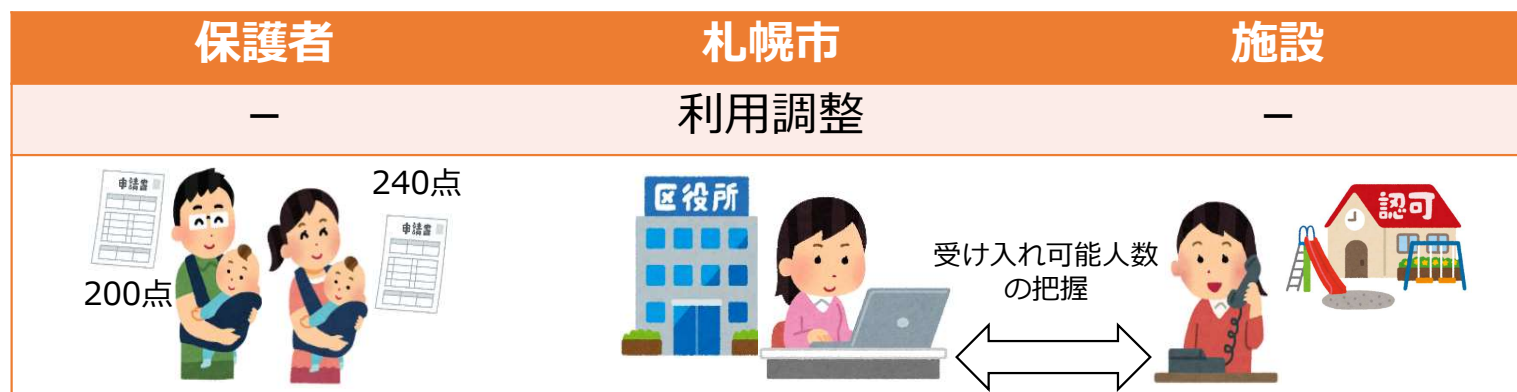 保護者
札幌市
施設
－
利用調整
－
申請書
240点
申請書
200点
区役所
受け入れ可能人数
の把握
認可